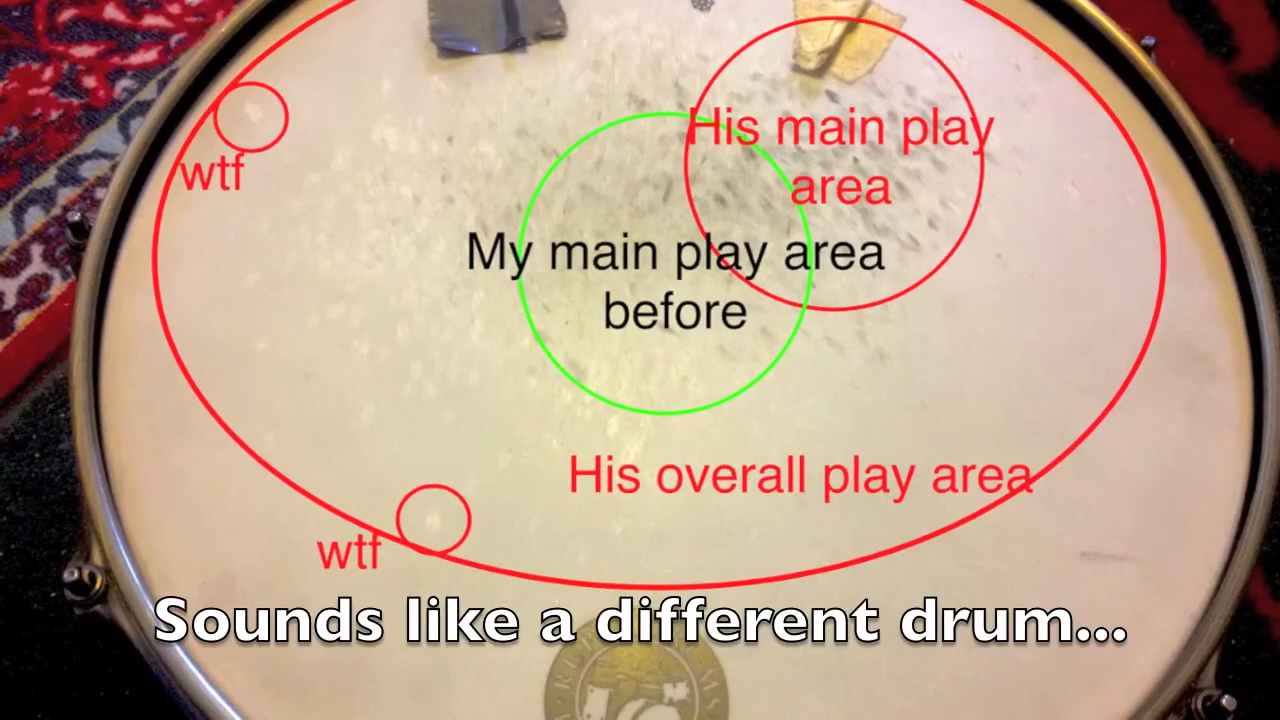 His main play
area
wtf
My main play area
before
His overall play area
wtf
Sounds like a different drum...